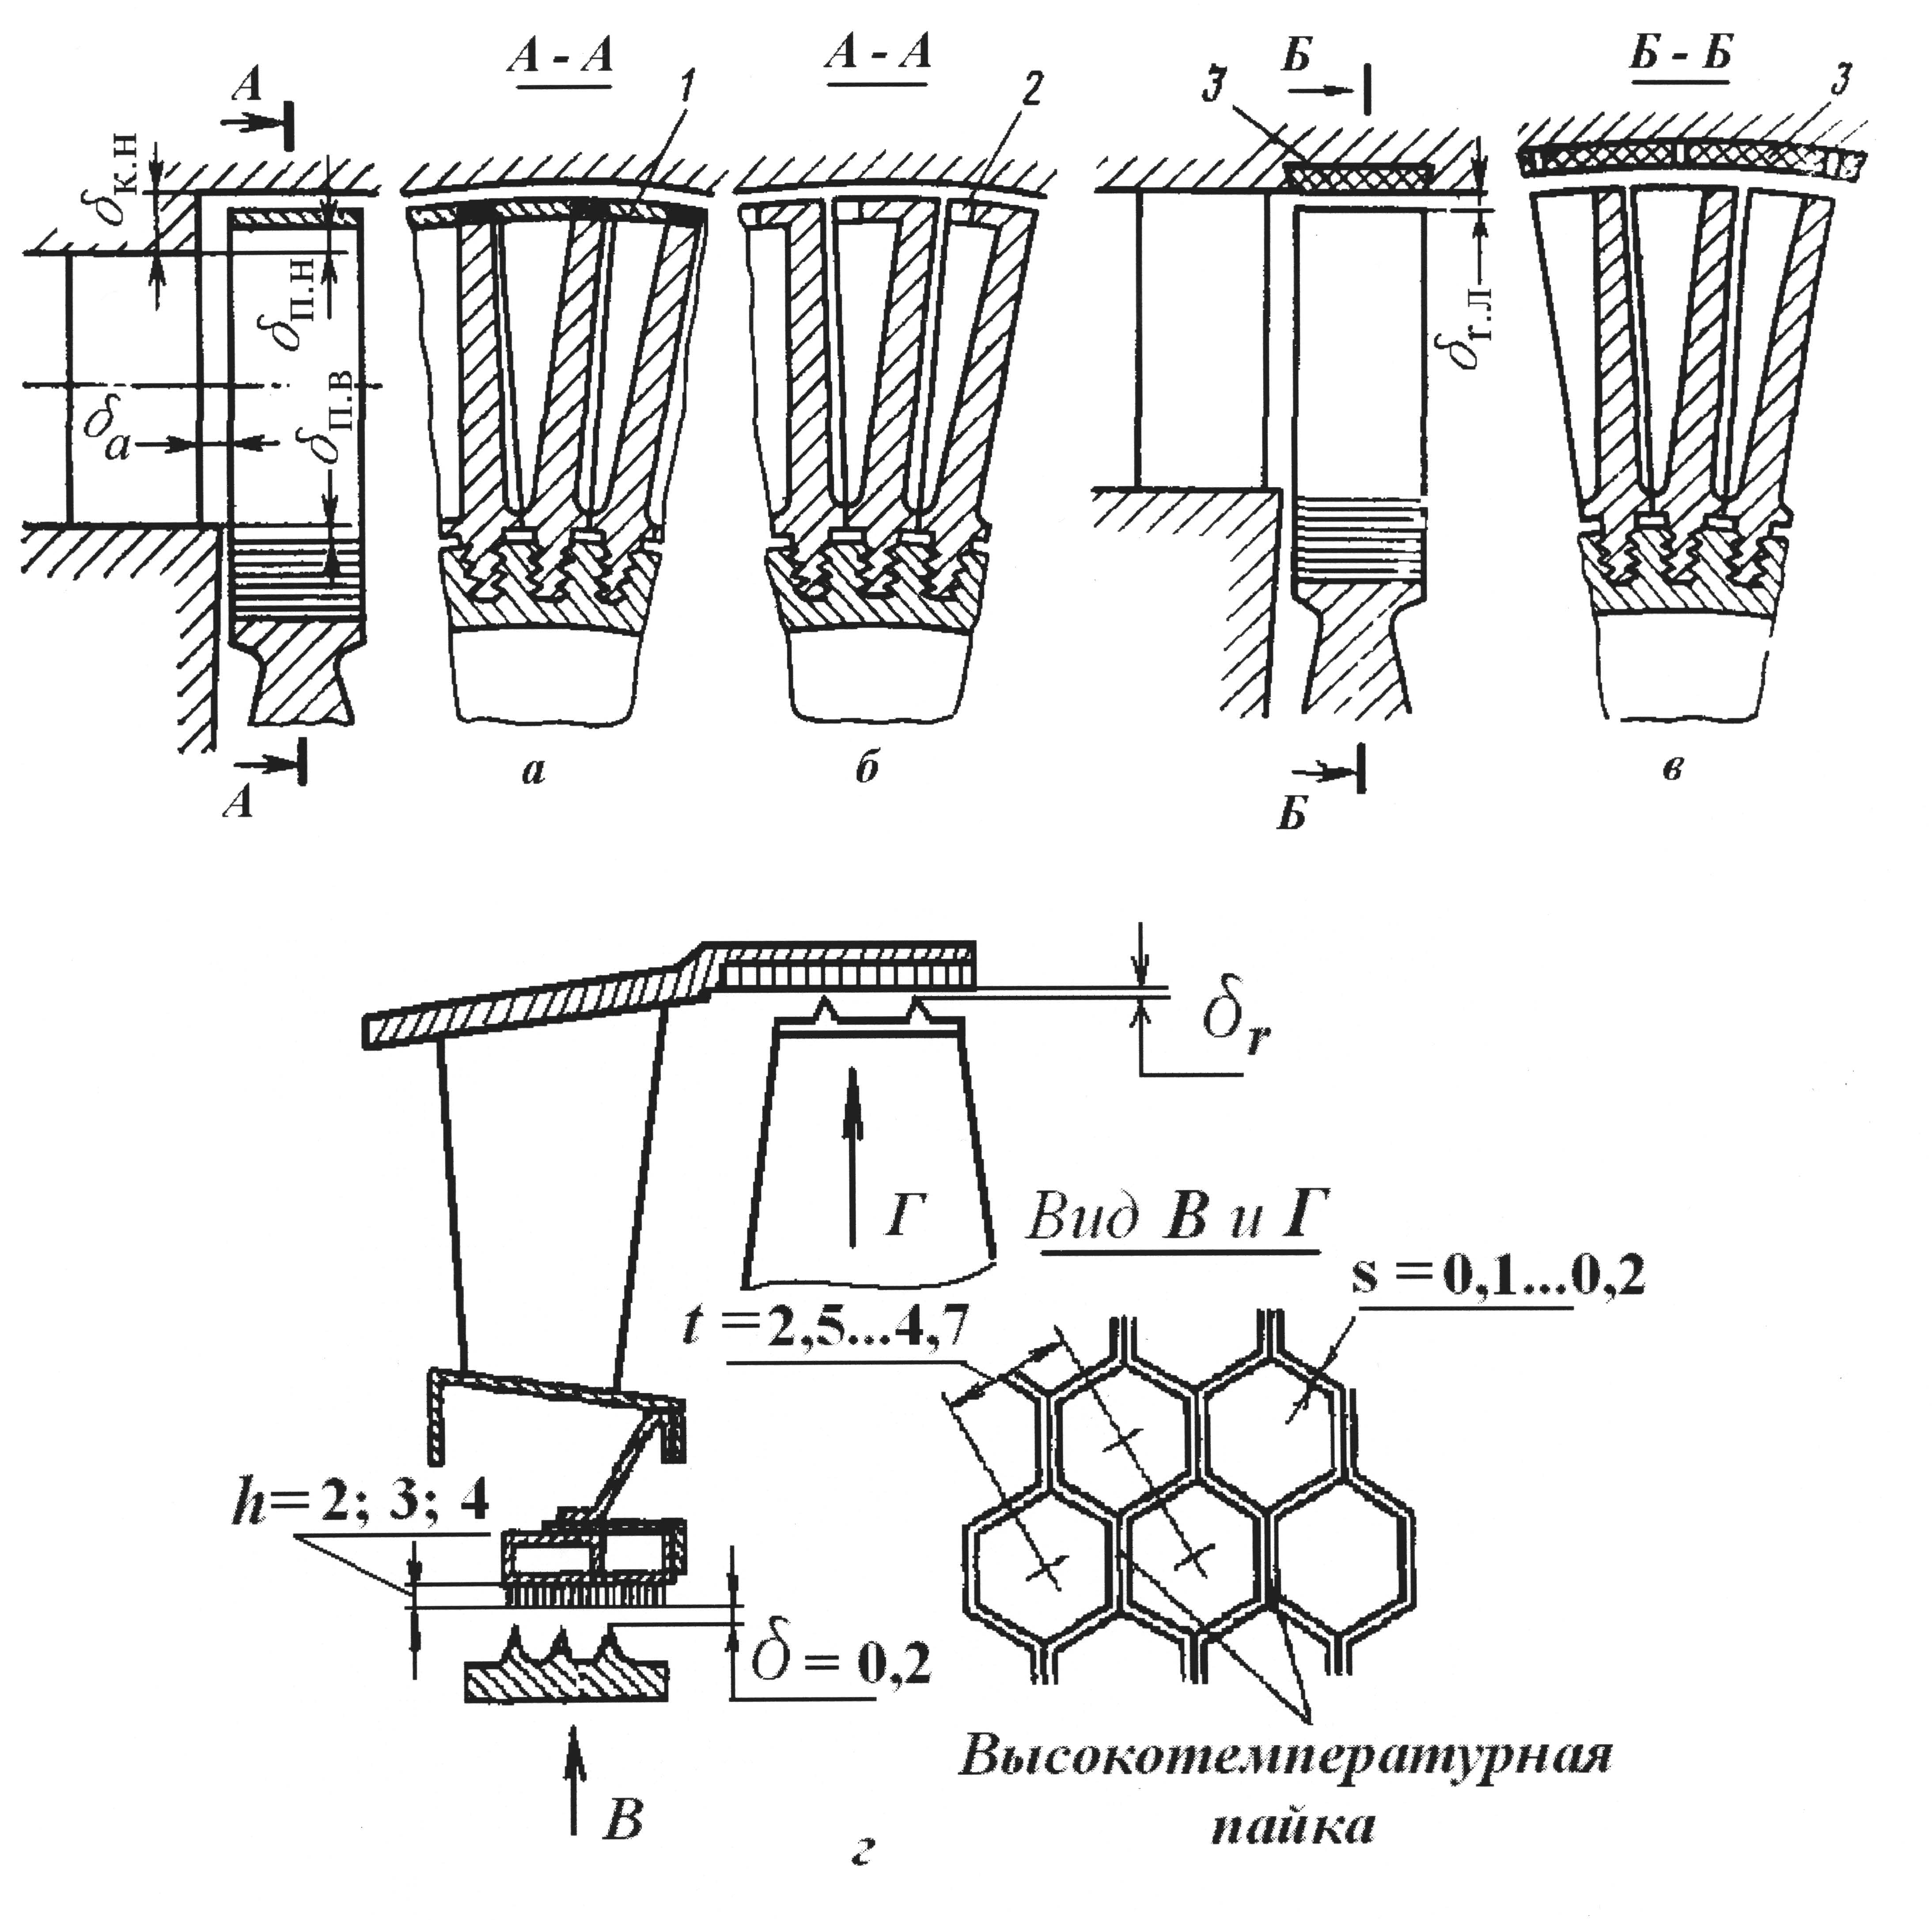 А - А
А - А
Б
Б - Б
А
1
2
3
3
δк.н
δп.н
δп.в
δa
А
а
б
Б
в
δr
Г
Вид В и Г
s = 0,1...0,2
t = 2,5...4,7
h = 2; 3; 4
δ = 0,2
Высокотемпературная
пайка
В
г